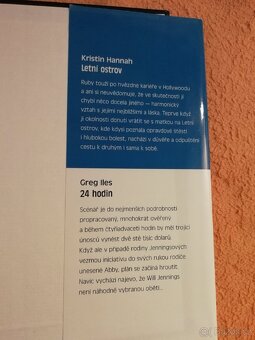 Kristin Hannah
Letní ostrov
Ruby touží po hvězdné kariéře v Hollywoodu
a ani si neuvědomuje, že ve skutečnosti jí
chybí něco docela jiného — harmonický
vztah s jejími nejbližšími a láska. Teprve když
ji okolnosti donutí vrátit se s matkou na Letní
ostrov, kde kdysi poznala opravdové štěstí
i hlubokou bolest, nachází v důvěře a odpuštění
cestu k druhým i sama k sobě.
Greg Iles
24 hodin
Scénář je do nejmenších podrobností
propracovaný, mnohokrát ověřený
a během čtyřiadvaceti hodin by měl trojici
únosců vynést dvě stě tisíc dolarů.
Když ale v případě rodiny Jenningsových
vezmou iniciativu do svých rukou rodiče
unesené Abby, plán se začíná hroutit.
Navíc vychází najevo, že Will Jennings
není náhodně vybranou obětí...